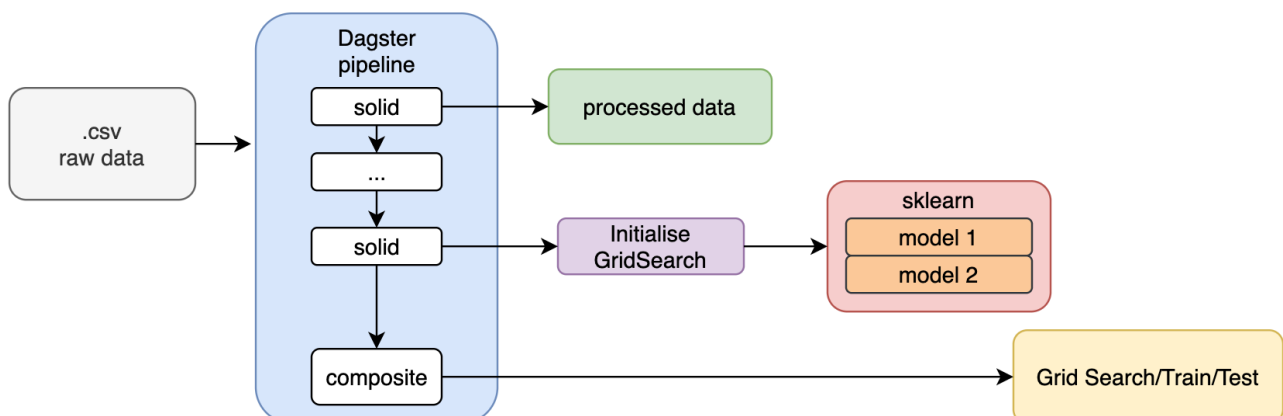 Dagster
pipeline
.csv
raw data
solid
processed data
...
solid
Initialise
GridSearch
sklearn
model 1
model 2
composite
Grid Search/Train/Test